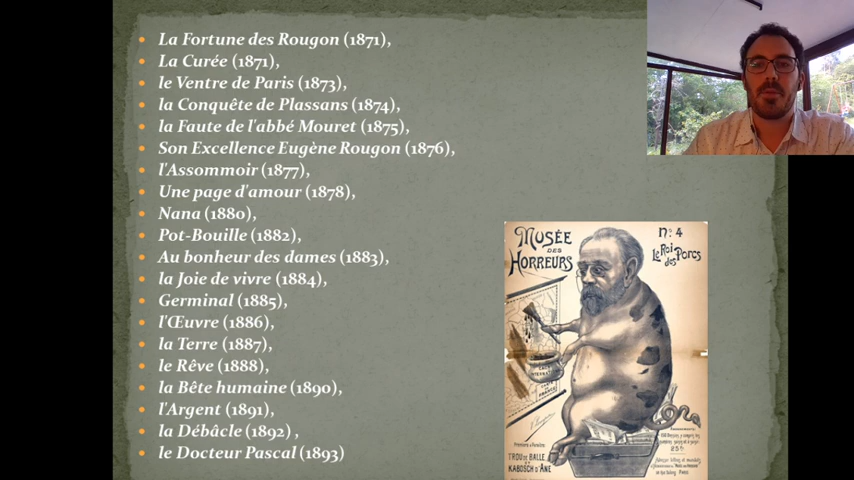 La Fortune des Rougon (1871),
La Curée (1871),
le Ventre de Paris (1873),
la Conquête de Plassans (1874),
la Faute de l'abbé Mouret (1875),
Son Excellence Eugène Rougon (1876),
l'Assommoir (1877),
Une page d'amour (1878),
Nana (1880),
Pot-Bouille (1882),
Au bonheur des dames (1883),
la Joie de vivre (1884),
Germinal (1885),
l'Œuvre (1886),
la Terre (1887),
le Rêve (1888),
la Bête humaine (1890),
l'Argent (1891),
la Débâcle (1892) ,
le Docteur Pascal (1893)
MUSÉE
DES
HORREURS
N: 4
Le Roi
des Porcs
TROU DE BALLE
KABOSCH D'ÂNE